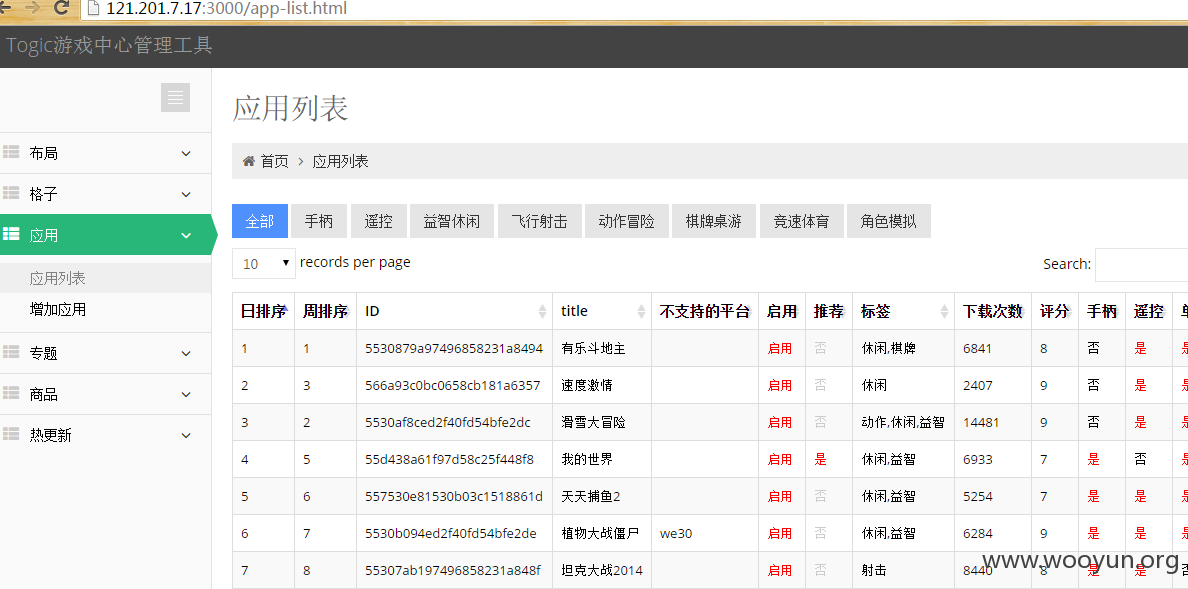 121.201.7.17:3000/app-list.html
Togic游戏中心管理工具
布局
格子
应用
应用列表
增加应用
专题
商品
热更新
应用列表
首页 > 应用列表
全部 手柄 遥控 益智休闲 飞行射击 动作冒险 棋牌桌游 竞速体育 角色模拟
10 records per page Search:
日排序 周排序 ID title 不支持的平台 启用 推荐 标签 下载次数 评分 手柄 遥控
1 1 5530879a97496858231a8494 有乐斗地主 启用 否 休闲,棋牌 6841 8 否 是
2 3 566a93c0bc0658cb181a6357 速度激情 启用 否 休闲 2407 9 否 是
3 2 5530af8ced2f40fd54bfe2dc 滑雪大冒险 启用 否 动作,休闲,益智 14481 9 否 是
4 5 55d438a61f97d58c25f448f8 我的世界 启用 是 休闲,益智 6933 7 是 否
5 6 557530e81530b03c1518861d 天天捕鱼2 启用 否 休闲,益智 5254 7 是 是
6 7 5530b094ed2f40fd54bfe2de 植物大战僵尸 we30 启用 否 休闲,益智 6284 9 是 是
7 8 55307ab197496858231a848f 坦克大战2014 启用 否 射击 8440 8 是 是
www.wooyun.org